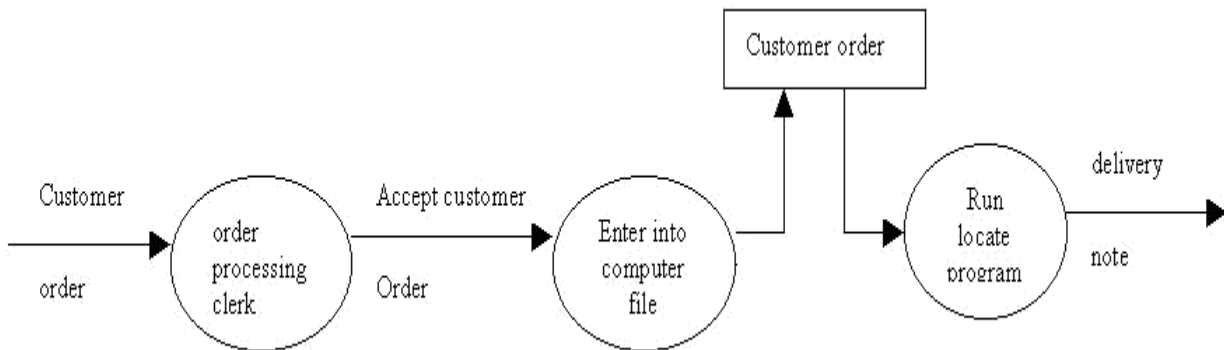 Customer
order
order
processing
clerk
Accept customer
Order
Enter into
computer
file
Customer order
Run
locate
program
delivery
note